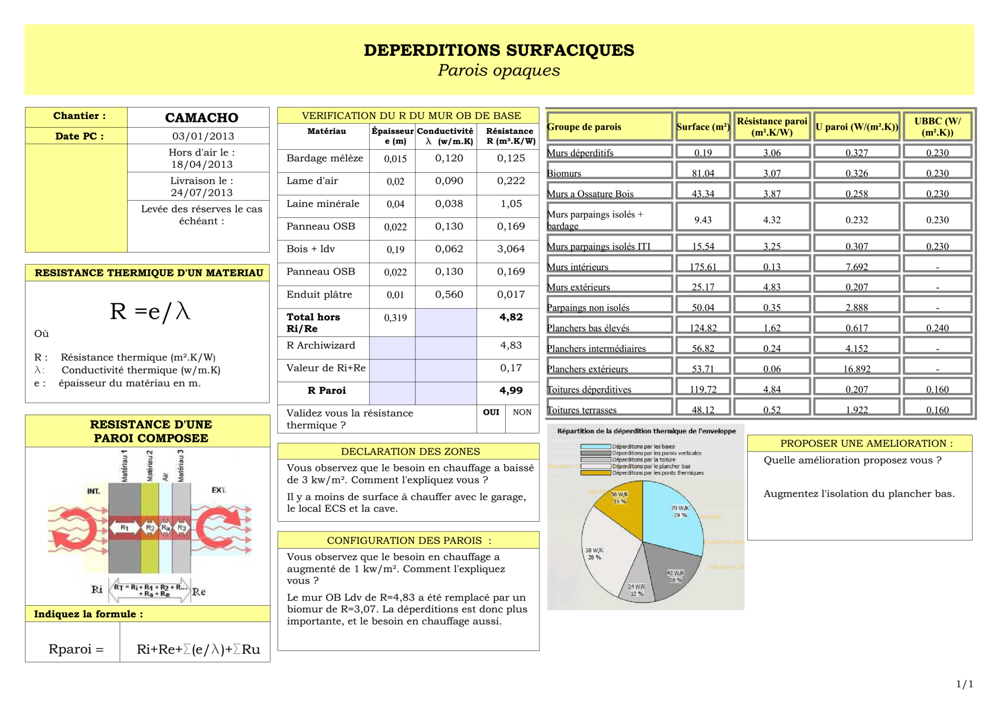 DEPERDITIONS SURFACIQUES
Parois opaques
Chantier :
CAMACHO
Date PC :
03/01/2013
Hors d'air le :
18/04/2013
Livraison le :
24/07/2013
Levée des réserves le cas
échéant :
RESISTANCE THERMIQUE D'UN MATERIAU
R =e/λ
Où
R : Résistance thermique (m².K/W)
λ: Conductivité thermique (w/m.K)
e : épaisseur du matériau en m.
RESISTANCE D'UNE
PAROI COMPOSEE
Matériau 1
Matériau 2
Air
Matériau 3
INT.
EXT.
R1
R2
Ra
R3
Ri
RT = Ri + R1 + R2 + R...
+ Ra + Re
Re
Indiquez la formule :
Rparoi =
Ri+Re+∑(e/λ)+∑Ru
VERIFICATION DU R DU MUR OB DE BASE
Matériau Épaisseur Conductivité Résistance
e (m) λ (w/m.K) R (m².K/W)
Bardage mélèze 0,015 0,120 0,125
Lame d'air 0,02 0,090 0,222
Laine minérale 0,04 0,038 1,05
Panneau OSB 0,022 0,130 0,169
Bois + ldv 0,19 0,062 3,064
Panneau OSB 0,022 0,130 0,169
Enduit plâtre 0,01 0,560 0,017
Total hors 0,319 4,82
Ri/Re
R Archiwizard 4,83
Valeur de Ri+Re 0,17
R Paroi 4,99
Validez vous la résistance OUI NON
thermique ?
DECLARATION DES ZONES
Vous observez que le besoin en chauffage a baissé
de 3 kw/m². Comment l'expliquez vous ?
Il y a moins de surface à chauffer avec le garage,
le local ECS et la cave.
CONFIGURATION DES PAROIS :
Vous observez que le besoin en chauffage a
augmenté de 1 kw/m². Comment l'expliquez
vous ?
Le mur OB Ldv de R=4,83 a été remplacé par un
biomur de R=3,07. La déperditions est donc plus
importante, et le besoin en chauffage aussi.
Groupe de parois Surface (m²) Résistance paroi U paroi (W/(m².K)) UBBC (W/
(m².K/W) (m².K))
Murs déperditifs 0.19 3.06 0.327 0.230
Biomurs 81.04 3.07 0.326 0.230
Murs a Ossature Bois 43.34 3.87 0.258 0.230
Murs parpaings isolés +
bardage 9.43 4.32 0.232 0.230
Murs parpaings isolés ITI 15.54 3.25 0.307 0.230
Murs intérieurs 175.61 0.13 7.692 -
Murs extérieurs 25.17 4.83 0.207 -
Parpaings non isolés 50.04 0.35 2.888 -
Planchers bas élevés 124.82 1.62 0.617 0.240
Planchers intermédiaires 56.82 0.24 4.152 -
Planchers extérieurs 53.71 0.06 16.892 -
Toitures déperditives 119.72 4.84 0.207 0.160
Toitures terrasses 48.12 0.52 1.922 0.160
Répartition de la déperdition thermique de l'enveloppe
Déperditions par les baies
Déperditions par les parois verticales
Déperditions par la toiture
Déperditions par le plancher bas
Déperditions par les ponts thermiques
36 W/K
15 %
70 W/K
29 %
58 W/K
28 %
42 W/K
18 %
24 W/K
10 %
PROPOSER UNE AMELIORATION :
Quelle amélioration proposez vous ?
Augmentez l'isolation du plancher bas.
1/1